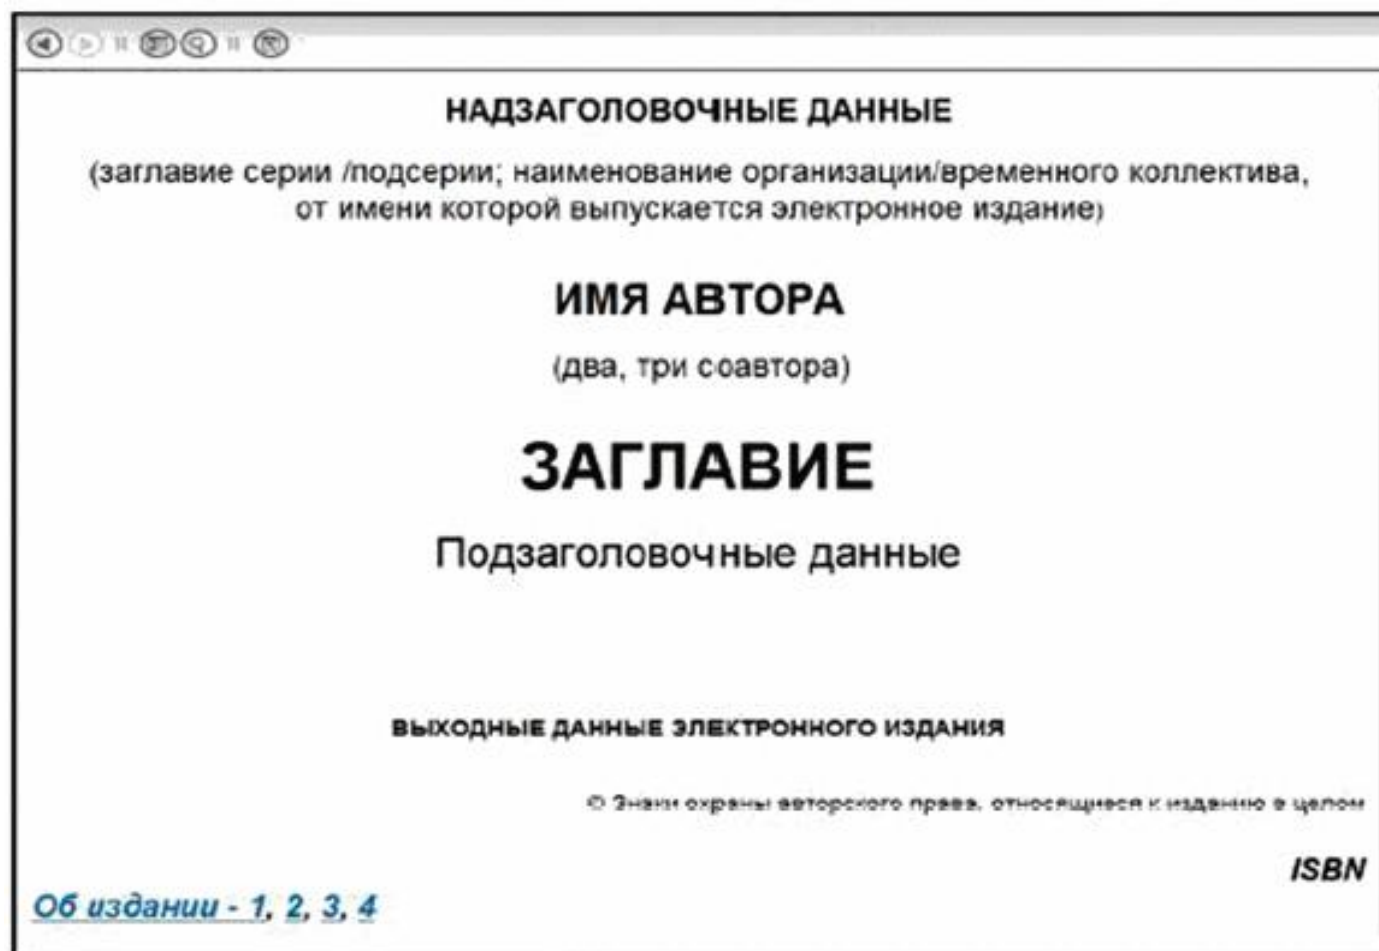 НАДЗАГОЛОВОЧНЫЕ ДАННЫЕ
(заглавие серии /подсерии; наименование организации/временного коллектива,
от имени которой выпускается электронное издание)
ИМЯ АВТОРА
(два, три соавтора)
ЗАГЛАВИЕ
Подзаголовочные данные
ВЫХОДНЫЕ ДАННЫЕ ЭЛЕКТРОННОГО ИЗДАНИЯ
© Знаки охраны авторского права, относящиеся к изданию в целом
ISBN
Об издании - 1, 2, 3, 4